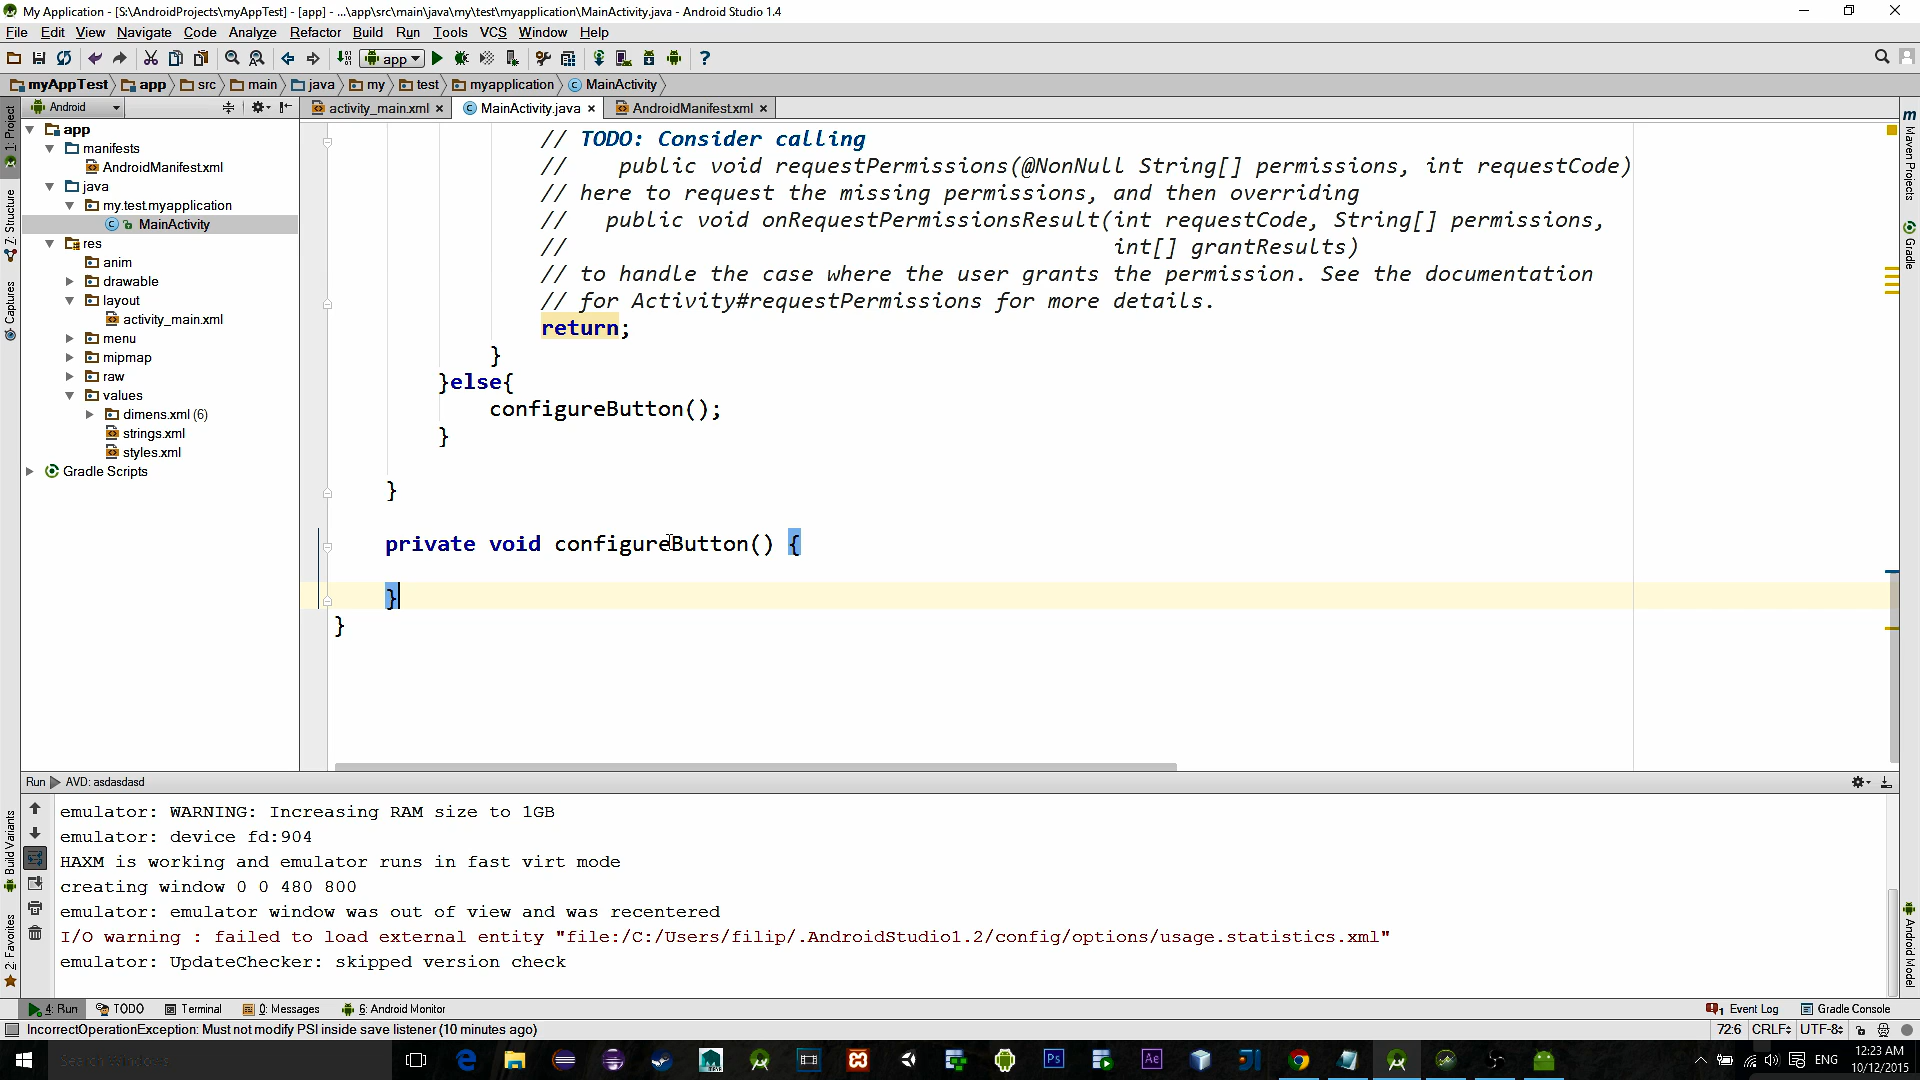 My Application - [S:\AndroidProjects\myAppTest] - [app] - ...\app\src\main\java\my\test\myapplication\MainActivity.java - Android Studio 1.4
File Edit View Navigate Code Analyze Refactor Build Run Tools VCS Window Help
app
myAppTest app src main java my test myapplication MainActivity
Android
activity_main.xml MainActivity.java AndroidManifest.xml
1: Project
Z: Structure
Captures
Build Variants
2: Favorites
app
manifests
AndroidManifest.xml
java
my.test.myapplication
MainActivity
res
anim
drawable
layout
activity_main.xml
menu
mipmap
raw
values
dimens.xml (6)
strings.xml
styles.xml
Gradle Scripts
// TODO: Consider calling
//    public void requestPermissions(@NonNull String[] permissions, int requestCode)
// here to request the missing permissions, and then overriding
//   public void onRequestPermissionsResult(int requestCode, String[] permissions,
//                                          int[] grantResults)
// to handle the case where the user grants the permission. See the documentation
// for Activity#requestPermissions for more details.
return;
}
}else{
configureButton();
}
}
private void configureButton() {
}
}
m Maven Projects
Gradle
Android Model
Run AVD: asdasdasd
emulator: WARNING: Increasing RAM size to 1GB
emulator: device fd:904
HAXM is working and emulator runs in fast virt mode
creating window 0 0 480 800
emulator: emulator window was out of view and was recentered
I/O warning : failed to load external entity "file:/C:/Users/filip/.AndroidStudio1.2/config/options/usage.statistics.xml"
emulator: UpdateChecker: skipped version check
4: Run TODO Terminal 0: Messages 6: Android Monitor 1 Event Log Gradle Console
IncorrectOperationException: Must not modify PSI inside save listener (10 minutes ago) 72:6 CRLF UTF-8
Ps Ae ENG 12:23 AM
10/12/2015